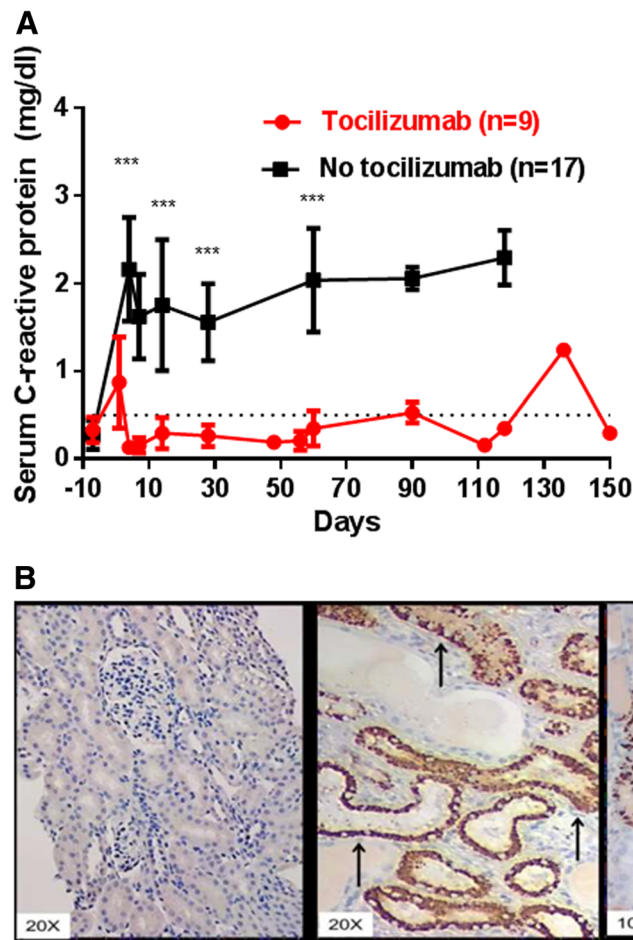 A
Serum C-reactive protein (mg/dl)
4
3
2
1
0
Tocilizumab (n=9)
No tocilizumab (n=17)
***
***
***
***
-10 10 30 50 70 90 110 130 150
Days
B
20X
20X
10